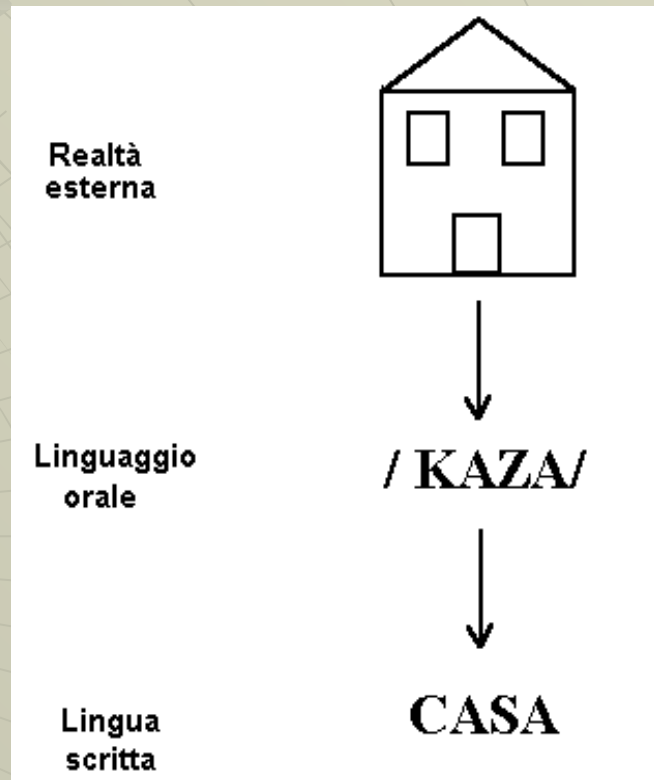 Realtà
esterna
Linguaggio
orale
/ KAZA/
Lingua
scritta
CASA